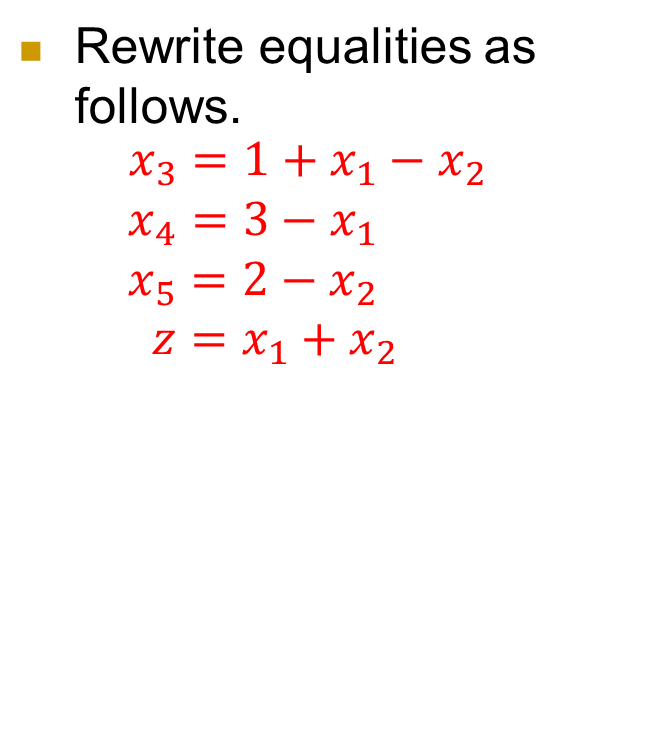 Rewrite equalities as
follows.
x₃ = 1 + x₁ − x₂
x₄ = 3 − x₁
x₅ = 2 − x₂
z = x₁ + x₂